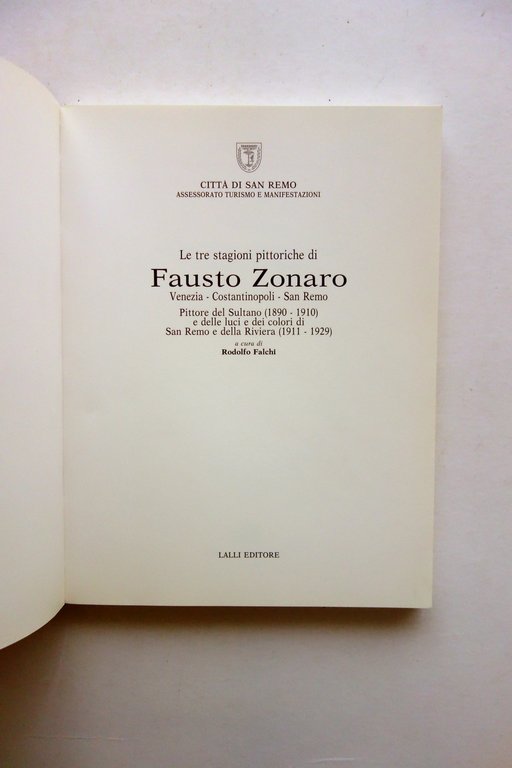 CITTÀ DI SAN REMO
ASSESSORATO TURISMO E MANIFESTAZIONI
Le tre stagioni pittoriche di
Fausto Zonaro
Venezia - Costantinopoli - San Remo
Pittore del Sultano (1890 - 1910)
e delle luci e dei colori di
San Remo e della Riviera (1911 - 1929)
a cura di
Rodolfo Falchi
LALLI EDITORE